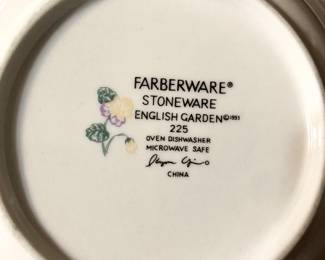 FARBERWARE®
STONEWARE
ENGLISH GARDEN©1991
225
OVEN DISHWASHER
MICROWAVE SAFE
CHINA